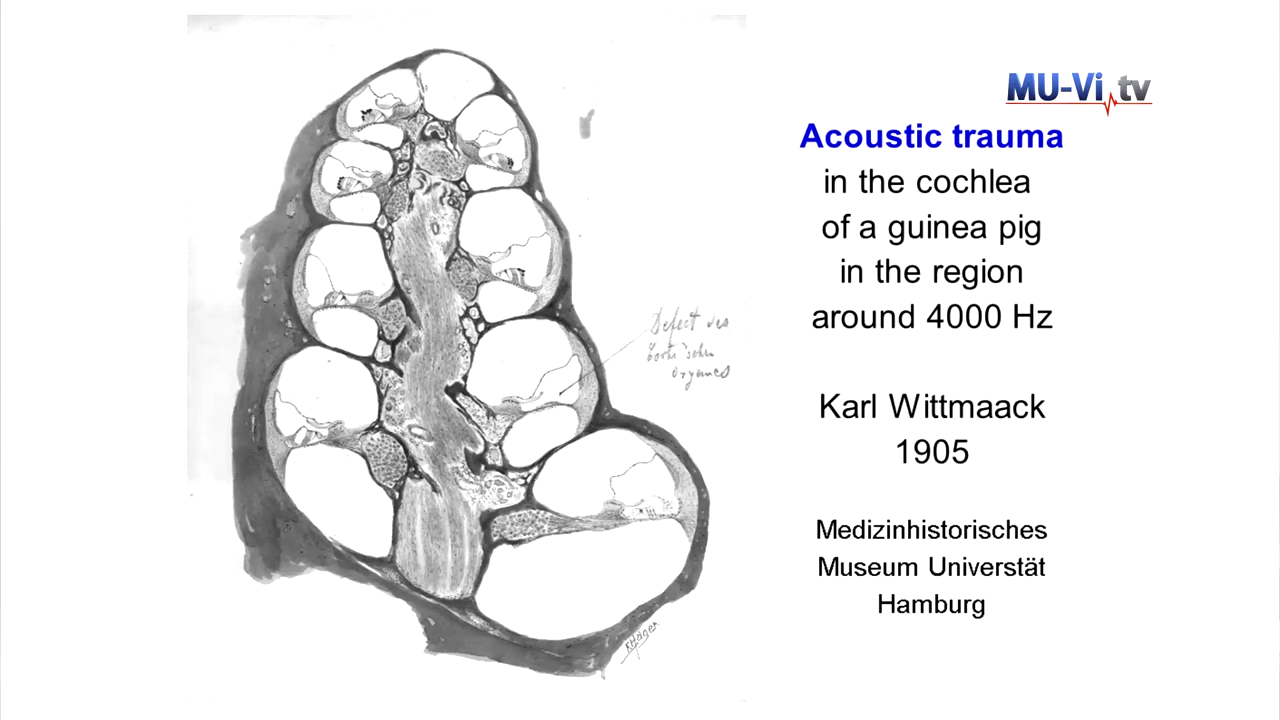 MU-Vi tv
Acoustic trauma
in the cochlea
of a guinea pig
in the region
around 4000 Hz
Karl Wittmaack
1905
Medizinhistorisches
Museum Universtät
Hamburg
Defect des
Corti'schen
Organes